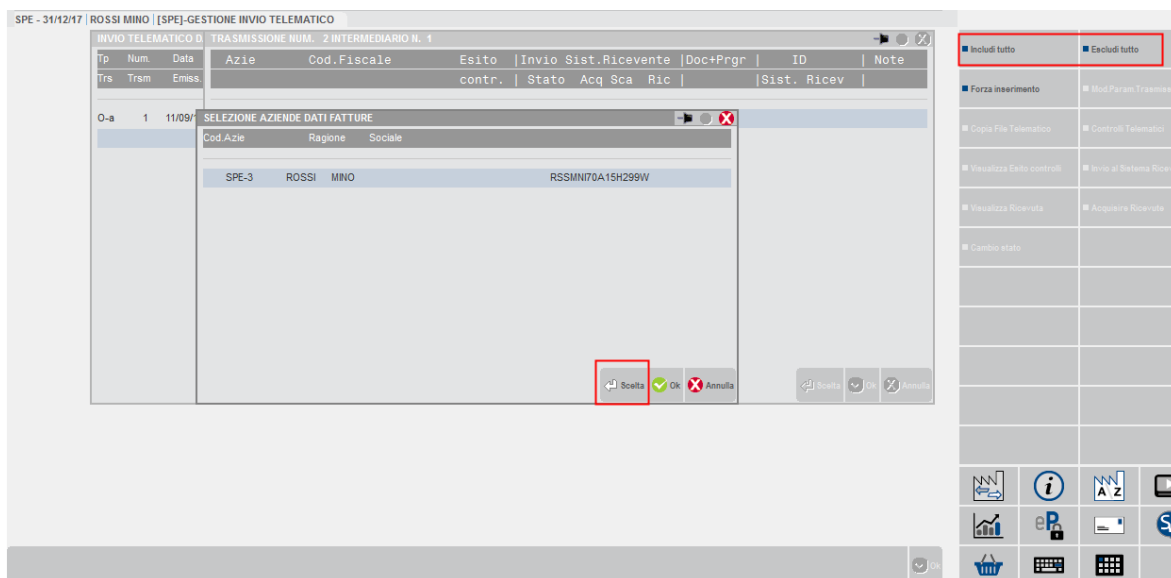 SPE - 31/12/17 | ROSSI MINO | [SPE]-GESTIONE INVIO TELEMATICO
INVIO TELEMATICO D
TRASMISSIONE NUM. 2 INTERMEDIARIO N. 1
Tp Num. Data
Trs Trsm Emiss.
Azie Cod.Fiscale Esito |Invio Sist.Ricevente |Doc+Prgr | ID | Note
contr. | Stato Acq Sca Ric | |Sist. Ricev |
O-a 1 11/09/
SELEZIONE AZIENDE DATI FATTURE
Cod.Azie Ragione Sociale
SPE-3 ROSSI MINO RSSMNI70A15H299W
Scelta Ok Annulla
Scelta Ok Annulla
Includi tutto Escludi tutto
Forza inserimento Mod.Param.Trasmiss
Copia File Telematico Controlli Telematici
Visualizza Esito controlli Invio al Sistema Rice
Visualizza Ricevuta Acquisire Ricevute
Cambio stato
i A Z
eP
Ok